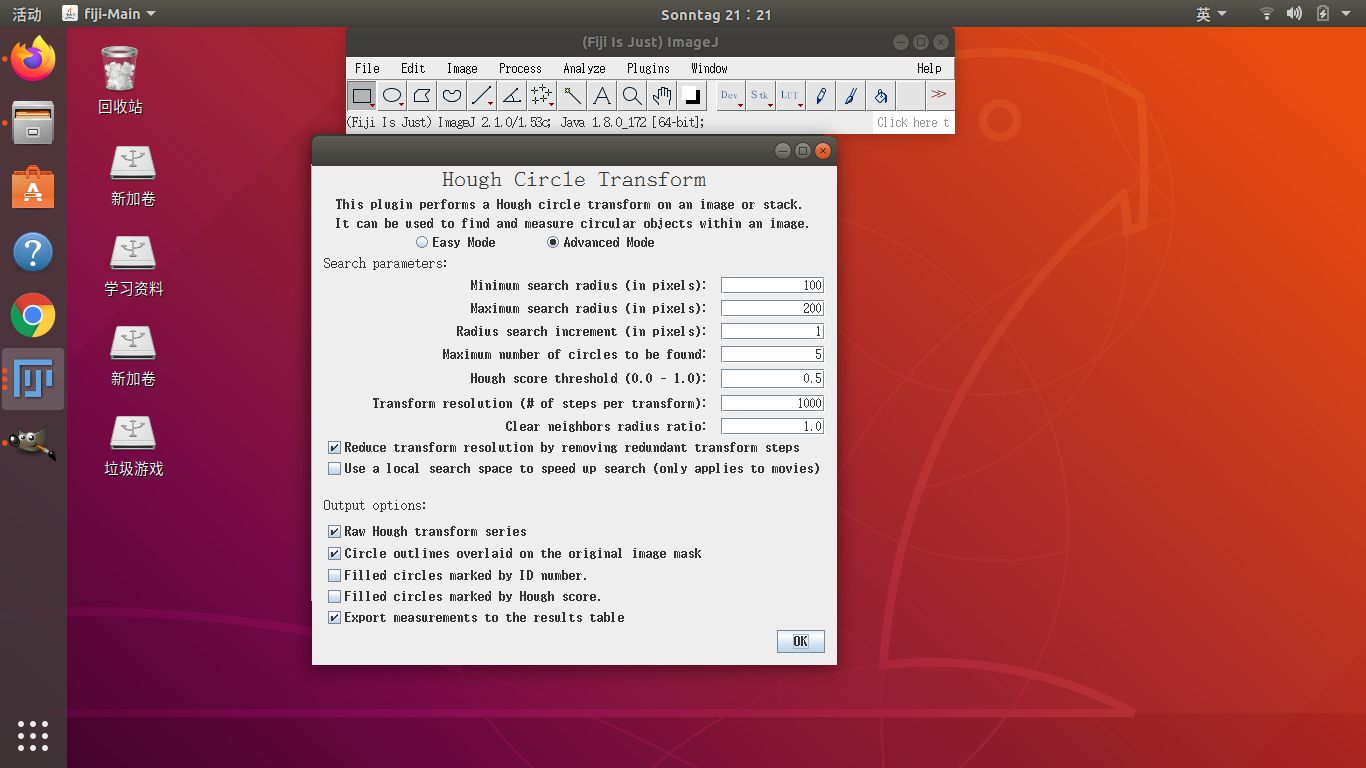 活动 fiji-Main Sonntag 21：21 英
(Fiji Is Just) ImageJ
File Edit Image Process Analyze Plugins Window Help
Dev Stk LUT >>
(Fiji Is Just) ImageJ 2.1.0/1.53c; Java 1.8.0_172 [64-bit]; Click here t
回收站
新加卷
学习资料
新加卷
垃圾游戏
Hough Circle Transform
This plugin performs a Hough circle transform on an image or stack.
It can be used to find and measure circular objects within an image.
Easy Mode Advanced Mode
Search parameters:
Minimum search radius (in pixels): 100
Maximum search radius (in pixels): 200
Radius search increment (in pixels): 1
Maximum number of circles to be found: 5
Hough score threshold (0.0 - 1.0): 0.5
Transform resolution (# of steps per transform): 1000
Clear neighbors radius ratio: 1.0
Reduce transform resolution by removing redundant transform steps
Use a local search space to speed up search (only applies to movies)
Output options:
Raw Hough transform series
Circle outlines overlaid on the original image mask
Filled circles marked by ID number.
Filled circles marked by Hough score.
Export measurements to the results table
OK